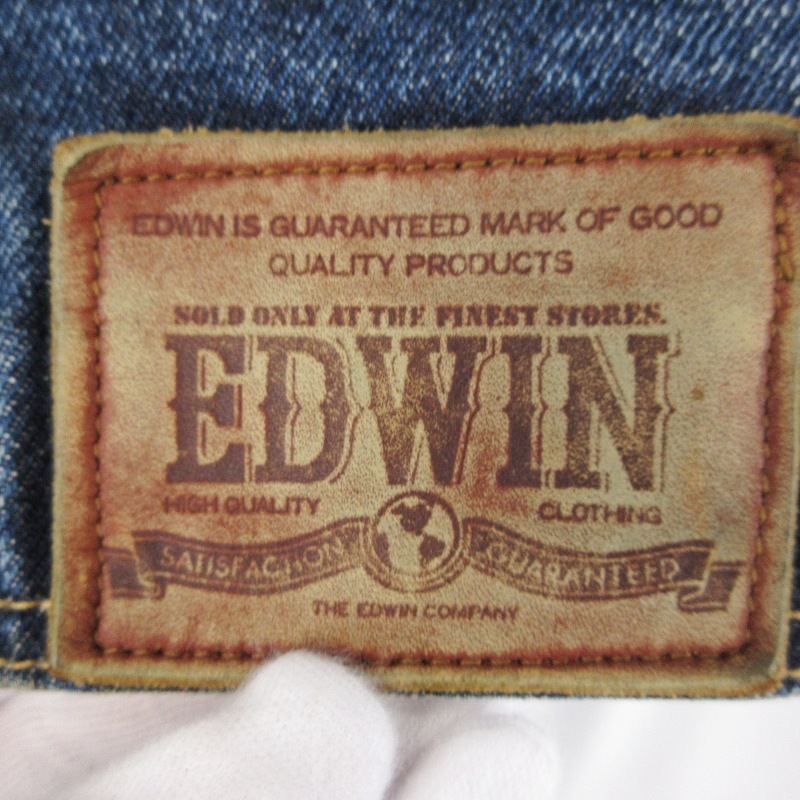 EDWIN IS GUARANTEED MARK OF GOOD
QUALITY PRODUCTS
SOLD ONLY AT THE FINEST STORES.
EDWIN
HIGH QUALITY CLOTHING
SATISFACTION GUARANTEED
THE EDWIN COMPANY